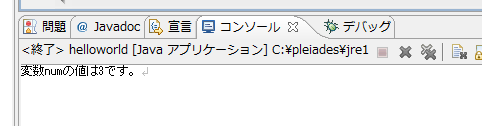 問題 @ Javadoc 宣言 コンソール デバッグ
<終了> helloworld [Java アプリケーション] C:¥pleiades¥jre1
変数numの値は3です。